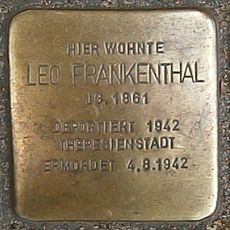 HIER WOHNTE
LEO FRANKENTHAL
JG. 1861
DEPORTIERT 1942
THERESIENSTADT
ERMORDET 4.8.1942